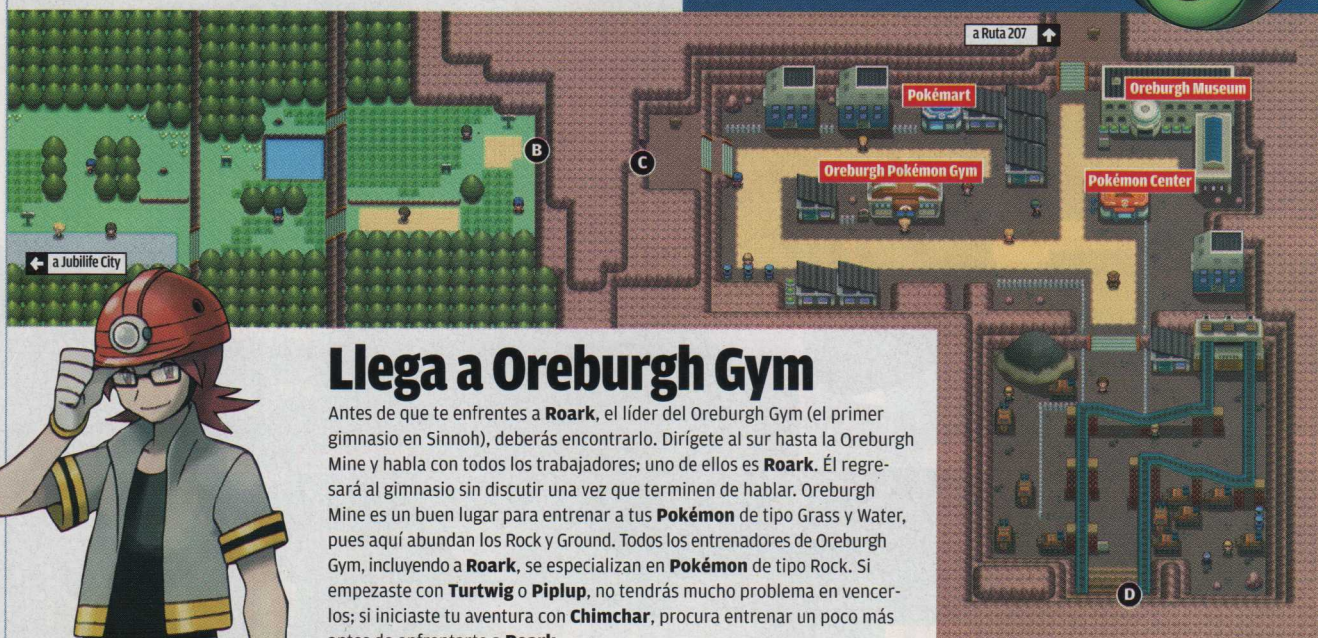 a Ruta 207
Pokémart
Oreburgh Museum
B
C
Oreburgh Pokémon Gym
Pokémon Center
a Jubilife City
Llega a Oreburgh Gym
Antes de que te enfrentes a Roark, el líder del Oreburgh Gym (el primer
gimnasio en Sinnoh), deberás encontrarlo. Dirígete al sur hasta la Oreburgh
Mine y habla con todos los trabajadores; uno de ellos es Roark. Él regre-
sará al gimnasio sin discutir una vez que terminen de hablar. Oreburgh
Mine es un buen lugar para entrenar a tus Pokémon de tipo Grass y Water,
pues aquí abundan los Rock y Ground. Todos los entrenadores de Oreburgh
Gym, incluyendo a Roark, se especializan en Pokémon de tipo Rock. Si
empezaste con Turtwig o Piplup, no tendrás mucho problema en vencer-
los; si iniciaste tu aventura con Chimchar, procura entrenar un poco más
antes de enfrentarte a Roark.
D